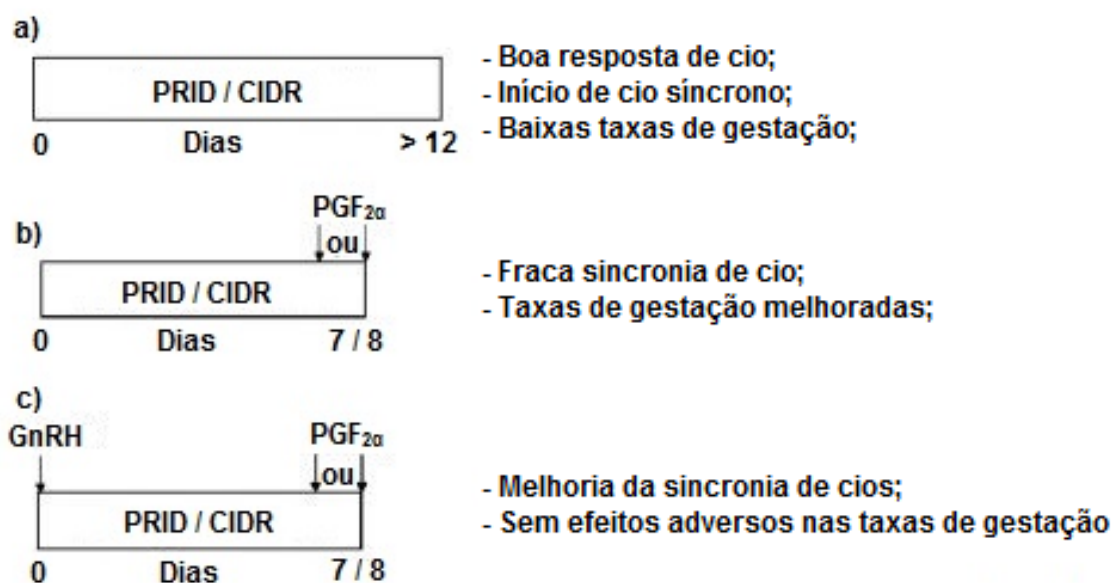 a)
PRID / CIDR
0 Dias > 12
- Boa resposta de cio;
- Início de cio síncrono;
- Baixas taxas de gestação;
b)
PGF2α
ou
PRID / CIDR
0 Dias 7 / 8
- Fraca sincronia de cio;
- Taxas de gestação melhoradas;
c)
GnRH
PGF2α
ou
PRID / CIDR
0 Dias 7 / 8
- Melhoria da sincronia de cios;
- Sem efeitos adversos nas taxas de gestação